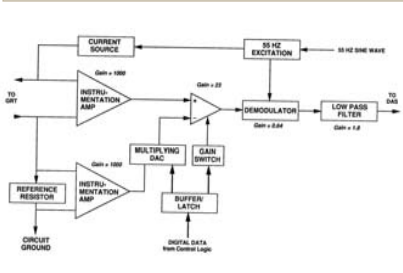 CURRENT
SOURCE
55 HZ
EXCITATION
55 HZ SINE WAVE
Gain = 1000
Gain = 25
TO
GRT
INSTRU-
MENTATION
AMP
+
-
DEMODULATOR
LOW PASS
FILTER
TO
DAS
Gain = 0.64
Gain = 1.8
MULTIPLYING
DAC
GAIN
SWITCH
Gain = 1000
REFERENCE
RESISTOR
INSTRU-
MENTATION
AMP
BUFFER/
LATCH
CIRCUIT
GROUND
DIGITAL DATA
from Control Logic